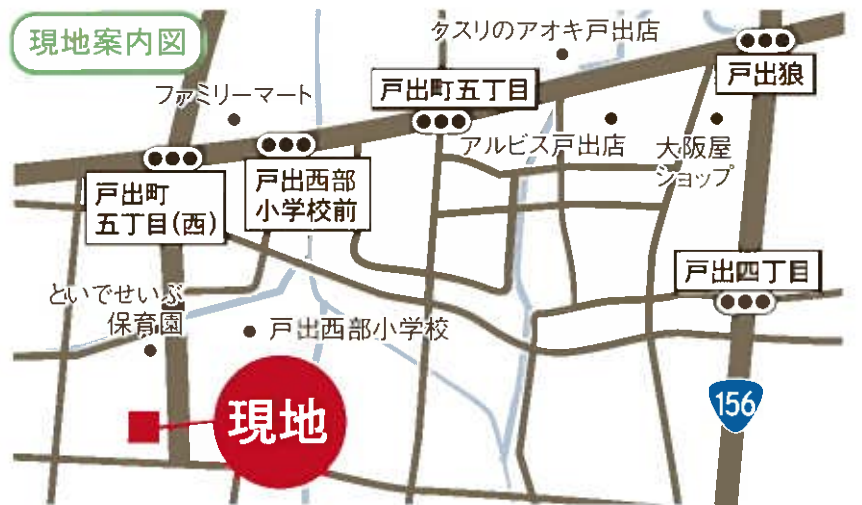 現地案内図
クスリのアオキ戸出店
戸出狼
ファミリーマート
戸出町五丁目
アルビス戸出店
大阪屋
ショップ
戸出町
五丁目(西)
戸出西部
小学校前
戸出四丁目
といでせいぶ
保育園
戸出西部小学校
現地
156